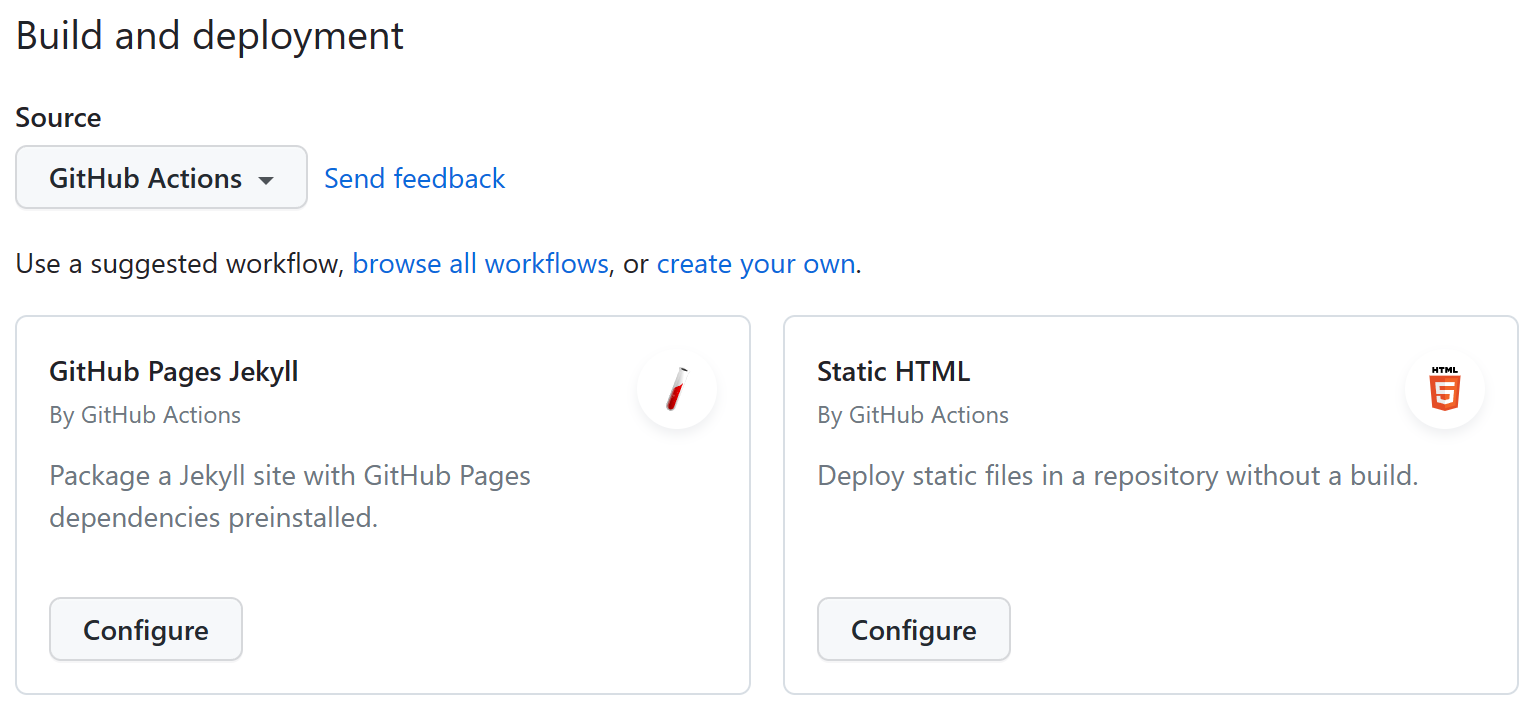 Build and deployment
Source
GitHub Actions
Send feedback
Use a suggested workflow, browse all workflows, or create your own.
GitHub Pages Jekyll
By GitHub Actions
Package a Jekyll site with GitHub Pages
dependencies preinstalled.
Configure
Static HTML
HTML
5
By GitHub Actions
Deploy static files in a repository without a build.
Configure